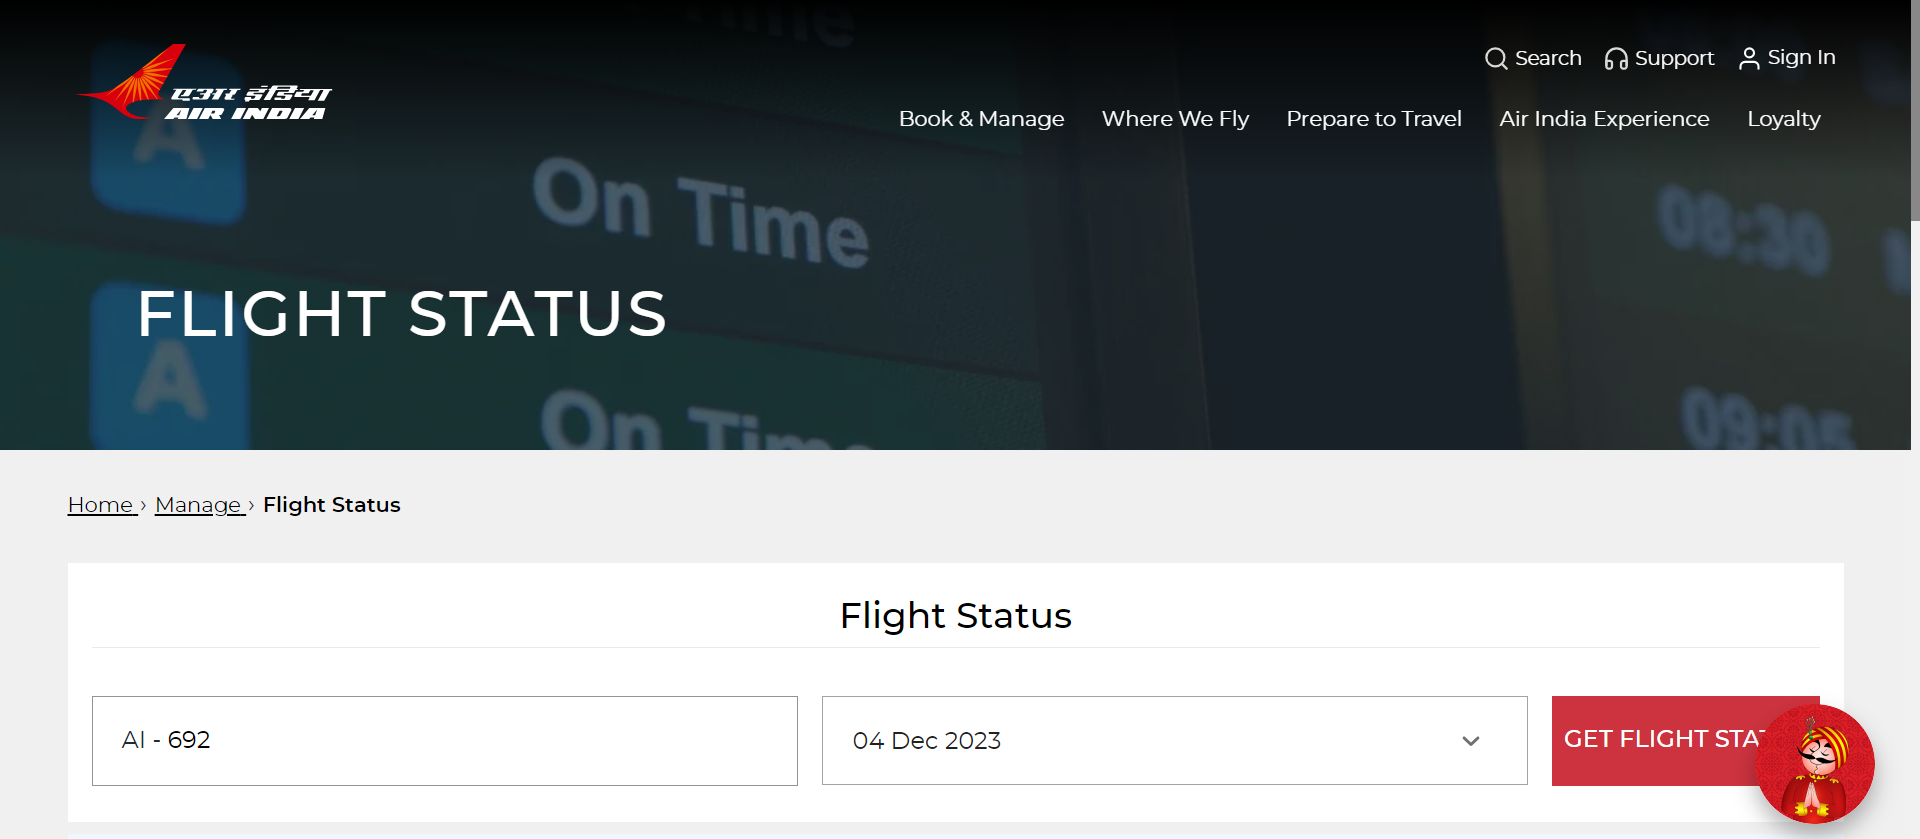 Time
Search Support Sign In
एअर इंडिया
AIR INDIA
Book & Manage Where We Fly Prepare to Travel Air India Experience Loyalty
A
On Time
08:30
FLIGHT STATUS
A
On Time
09:05
Home › Manage › Flight Status
Flight Status
AI - 692
04 Dec 2023
GET FLIGHT STAT